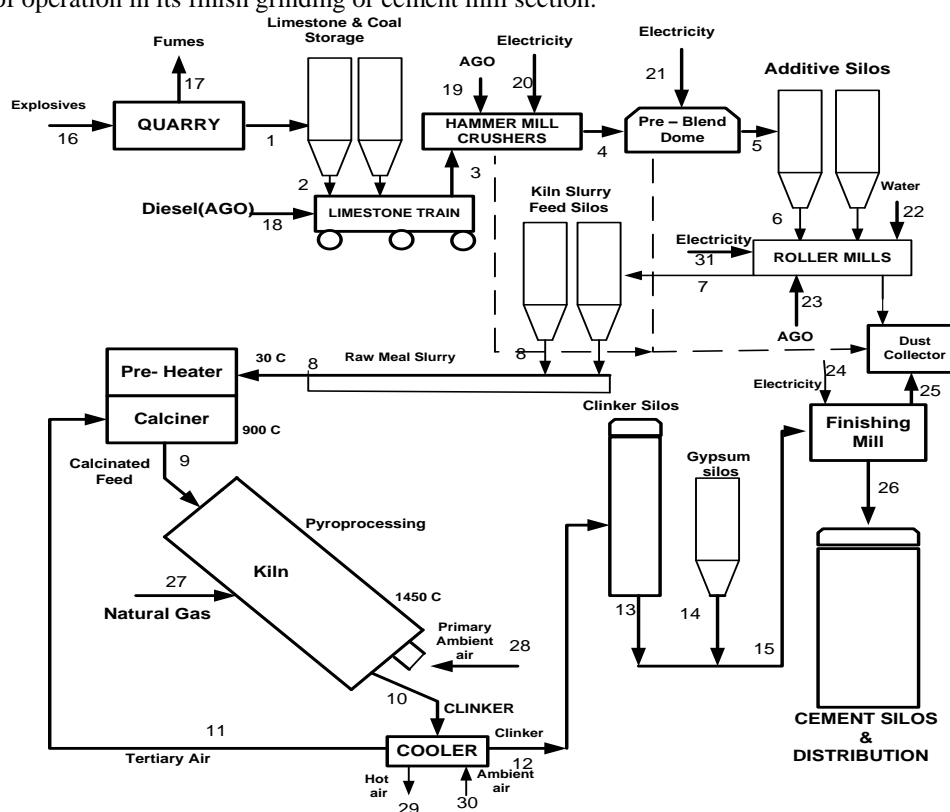 of operation in its finish grinding or cement mill section.
Limestone & Coal
Storage
Fumes
17
Explosives
16
QUARRY
1
2
Diesel(AGO)
18
LIMESTONE TRAIN
3
AGO
19
Electricity
20
HAMMER MILL
CRUSHERS
4
Electricity
21
Pre – Blend
Dome
5
Additive Silos
6
Water
22
Electricity
31
ROLLER MILLS
7
23
AGO
Kiln Slurry
Feed Silos
8
Dust
Collector
Raw Meal Slurry
8
30 C
Pre- Heater
Calciner
900 C
Calcinated
Feed
9
Pyroprocessing
Kiln
1450 C
27
Natural Gas
Primary
Ambient
air
28
10
CLINKER
COOLER
11
Tertiary Air
Clinker
12
Hot
air
29
Ambient
air
30
Clinker Silos
13
Gypsum
silos
14
15
Electricity
24
25
Finishing
Mill
26
CEMENT SILOS
&
DISTRIBUTION